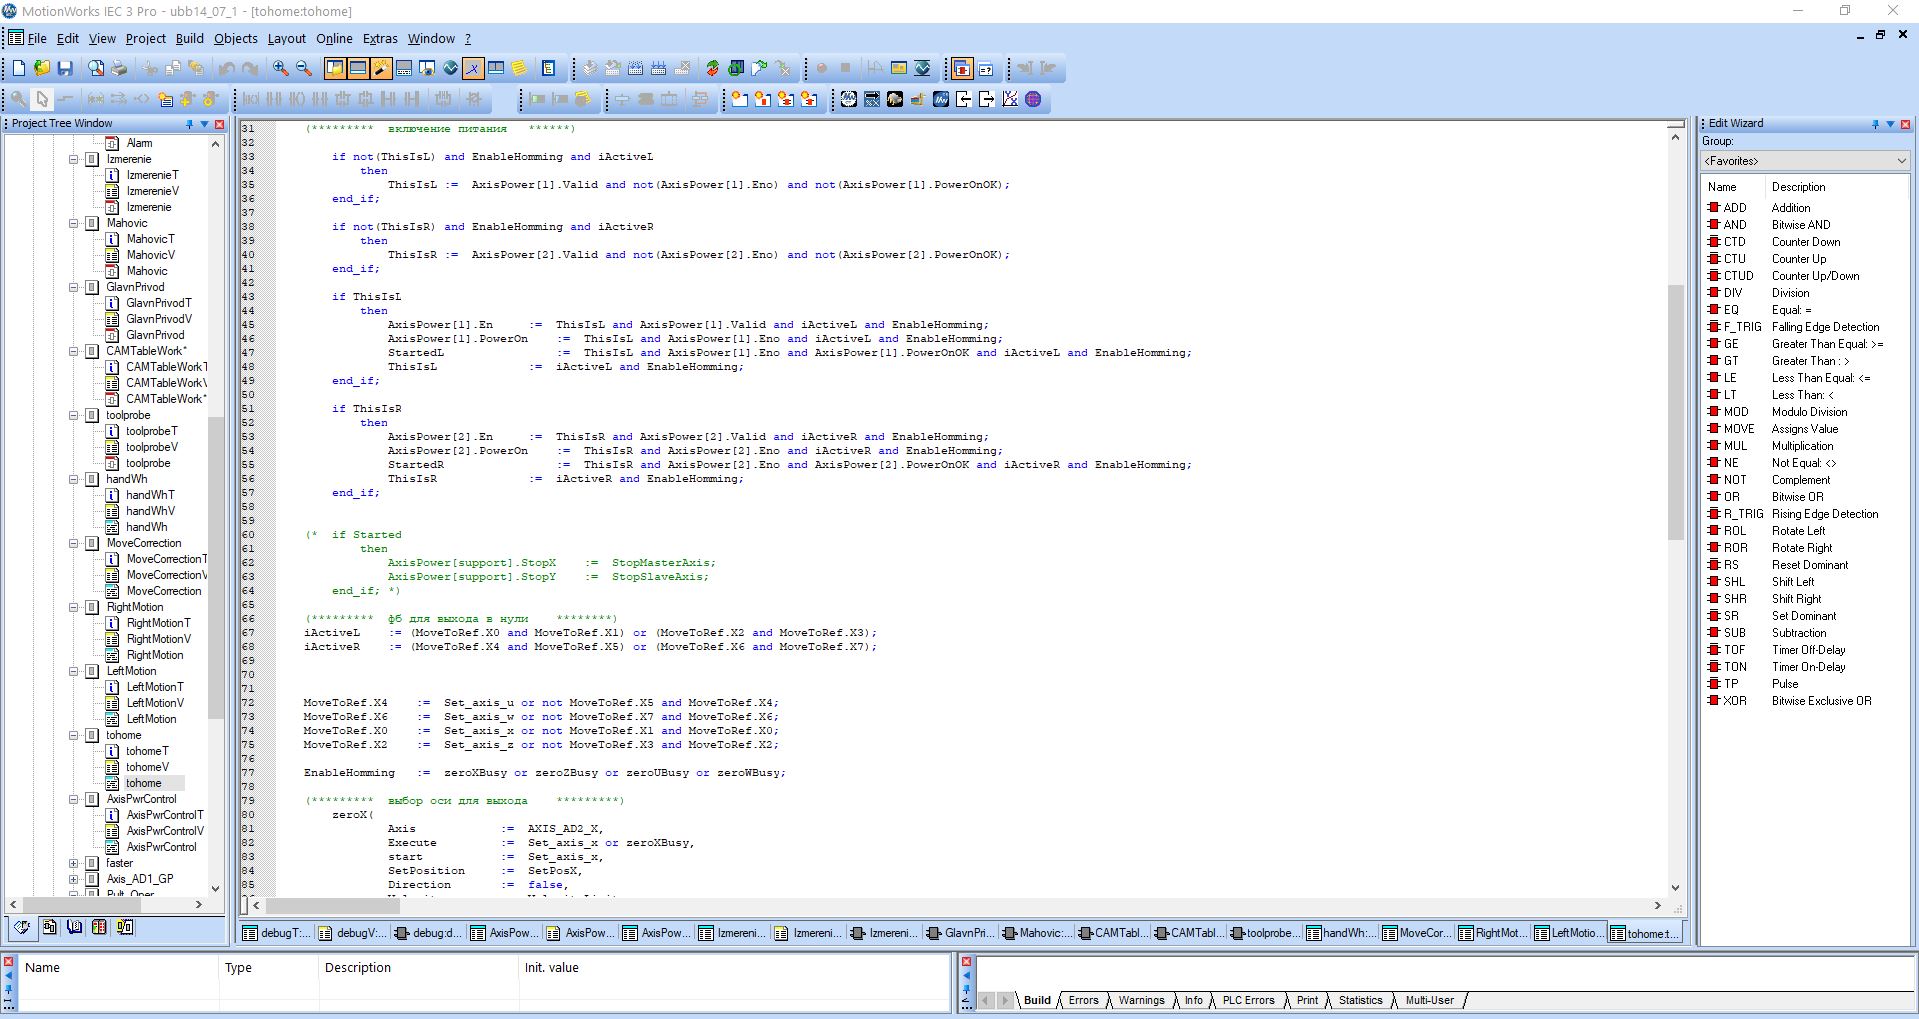 MotionWorks IEC 3 Pro - ubb14_07_1 - [tohome:tohome]
File Edit View Project Build Objects Layout Online Extras Window ?
Project Tree Window
Alarm
Izmerenie
IzmerenieT
IzmerenieV
Izmerenie
Mahovic
MahovicT
MahovicV
Mahovic
GlavnPrivod
GlavnPrivodT
GlavnPrivodV
GlavnPrivod
CAMTableWork*
CAMTableWorkT
CAMTableWorkV
CAMTableWork*
toolprobe
toolprobeT
toolprobeV
toolprobe
handWh
handWhT
handWhV
handWh
MoveCorrection
MoveCorrectionT
MoveCorrectionV
MoveCorrection
RightMotion
RightMotionT
RightMotionV
RightMotion
LeftMotion
LeftMotionT
LeftMotionV
LeftMotion
tohome
tohomeT
tohomeV
tohome
AxisPwrControl
AxisPwrControlT
AxisPwrControlV
AxisPwrControl
faster
Axis_AD1_GP
Pult_Oper
31 (********* включение питания ******)
32
33 if not(ThisIsL) and EnableHomming and iActiveL
34 then
35 ThisIsL := AxisPower[1].Valid and not(AxisPower[1].Eno) and not(AxisPower[1].PowerOnOK);
36 end_if;
37
38 if not(ThisIsR) and EnableHomming and iActiveR
39 then
40 ThisIsR := AxisPower[2].Valid and not(AxisPower[2].Eno) and not(AxisPower[2].PowerOnOK);
41 end_if;
42
43 if ThisIsL
44 then
45 AxisPower[1].En := ThisIsL and AxisPower[1].Valid and iActiveL and EnableHomming;
46 AxisPower[1].PowerOn := ThisIsL and AxisPower[1].Eno and iActiveL and EnableHomming;
47 StartedL := ThisIsL and AxisPower[1].Eno and AxisPower[1].PowerOnOK and iActiveL and EnableHomming;
48 ThisIsL := iActiveL and EnableHomming;
49 end_if;
50
51 if ThisIsR
52 then
53 AxisPower[2].En := ThisIsR and AxisPower[2].Valid and iActiveR and EnableHomming;
54 AxisPower[2].PowerOn := ThisIsR and AxisPower[2].Eno and iActiveR and EnableHomming;
55 StartedR := ThisIsR and AxisPower[2].Eno and AxisPower[2].PowerOnOK and iActiveR and EnableHomming;
56 ThisIsR := iActiveR and EnableHomming;
57 end_if;
58
59
60 (* if Started
61 then
62 AxisPower[support].StopX := StopMasterAxis;
63 AxisPower[support].StopY := StopSlaveAxis;
64 end_if; *)
65
66 (********* фб для выхода в нули ********)
67 iActiveL := (MoveToRef.X0 and MoveToRef.X1) or (MoveToRef.X2 and MoveToRef.X3);
68 iActiveR := (MoveToRef.X4 and MoveToRef.X5) or (MoveToRef.X6 and MoveToRef.X7);
69
70
71
72 MoveToRef.X4 := Set_axis_u or not MoveToRef.X5 and MoveToRef.X4;
73 MoveToRef.X6 := Set_axis_w or not MoveToRef.X7 and MoveToRef.X6;
74 MoveToRef.X0 := Set_axis_x or not MoveToRef.X1 and MoveToRef.X0;
75 MoveToRef.X2 := Set_axis_z or not MoveToRef.X3 and MoveToRef.X2;
76
77 EnableHomming := zeroXBusy or zeroZBusy or zeroUBusy or zeroWBusy;
78
79 (********* выбор оси для выхода *********)
80 zeroX(
81 Axis := AXIS_AD2_X,
82 Execute := Set_axis_x or zeroXBusy,
83 start := Set_axis_x,
84 SetPosition := SetPosX,
85 Direction := false,
debugT:... debugV:... debug:d... AxisPow... AxisPow... AxisPow... Izmereni... Izmereni... Izmereni... GlavnPri... Mahovic:... CAMTabl... CAMTabl... toolprobe... handWh:... MoveCor... RightMot... LeftMotio... tohome:t...
Edit Wizard
Group:
<Favorites>
Name Description
ADD Addition
AND Bitwise AND
CTD Counter Down
CTU Counter Up
CTUD Counter Up/Down
DIV Division
EQ Equal: =
F_TRIG Falling Edge Detection
GE Greater Than Equal: >=
GT Greater Than : >
LE Less Than Equal: <=
LT Less Than: <
MOD Modulo Division
MOVE Assigns Value
MUL Multiplication
NE Not Equal: <>
NOT Complement
OR Bitwise OR
R_TRIG Rising Edge Detection
ROL Rotate Left
ROR Rotate Right
RS Reset Dominant
SHL Shift Left
SHR Shift Right
SR Set Dominant
SUB Subtraction
TOF Timer Off-Delay
TON Timer On-Delay
TP Pulse
XOR Bitwise Exclusive OR
Name Type Description Init. value
Build Errors Warnings Info PLC Errors Print Statistics Multi-User